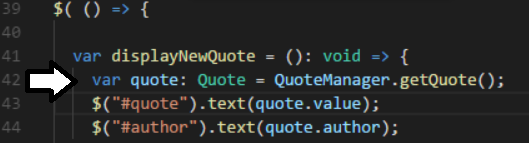 39 $( () => {
40
41 var displayNewQuote = (): void => {
42 var quote: Quote = QuoteManager.getQuote();
43 $("#quote").text(quote.value);
44 $("#author").text(quote.author);